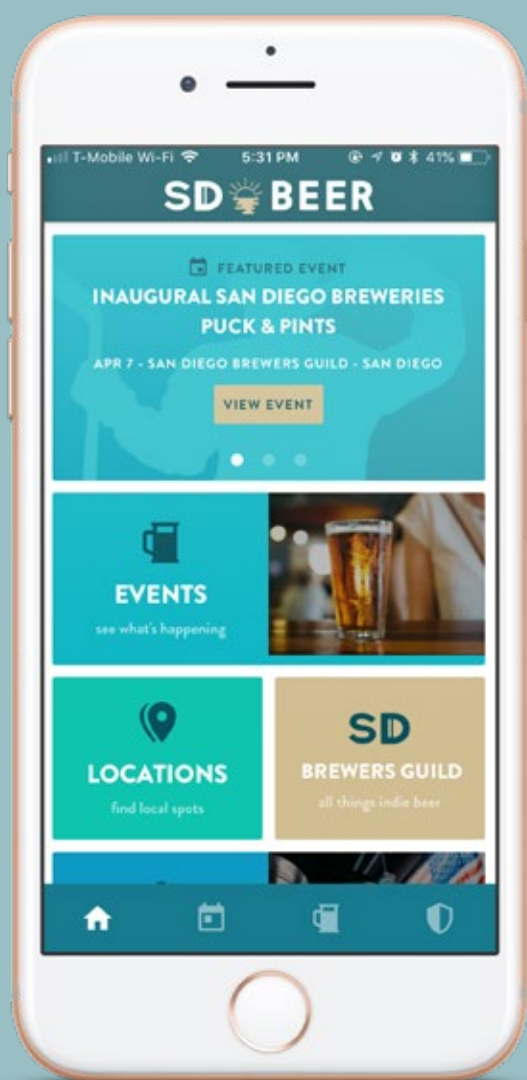 T-Mobile Wi-Fi 5:31 PM 41%
SD BEER
FEATURED EVENT
INAUGURAL SAN DIEGO BREWERIES
PUCK & PINTS
APR 7 - SAN DIEGO BREWERS GUILD - SAN DIEGO
VIEW EVENT
EVENTS
see what's happening
LOCATIONS
find local spots
SD
BREWERS GUILD
all things indie beer